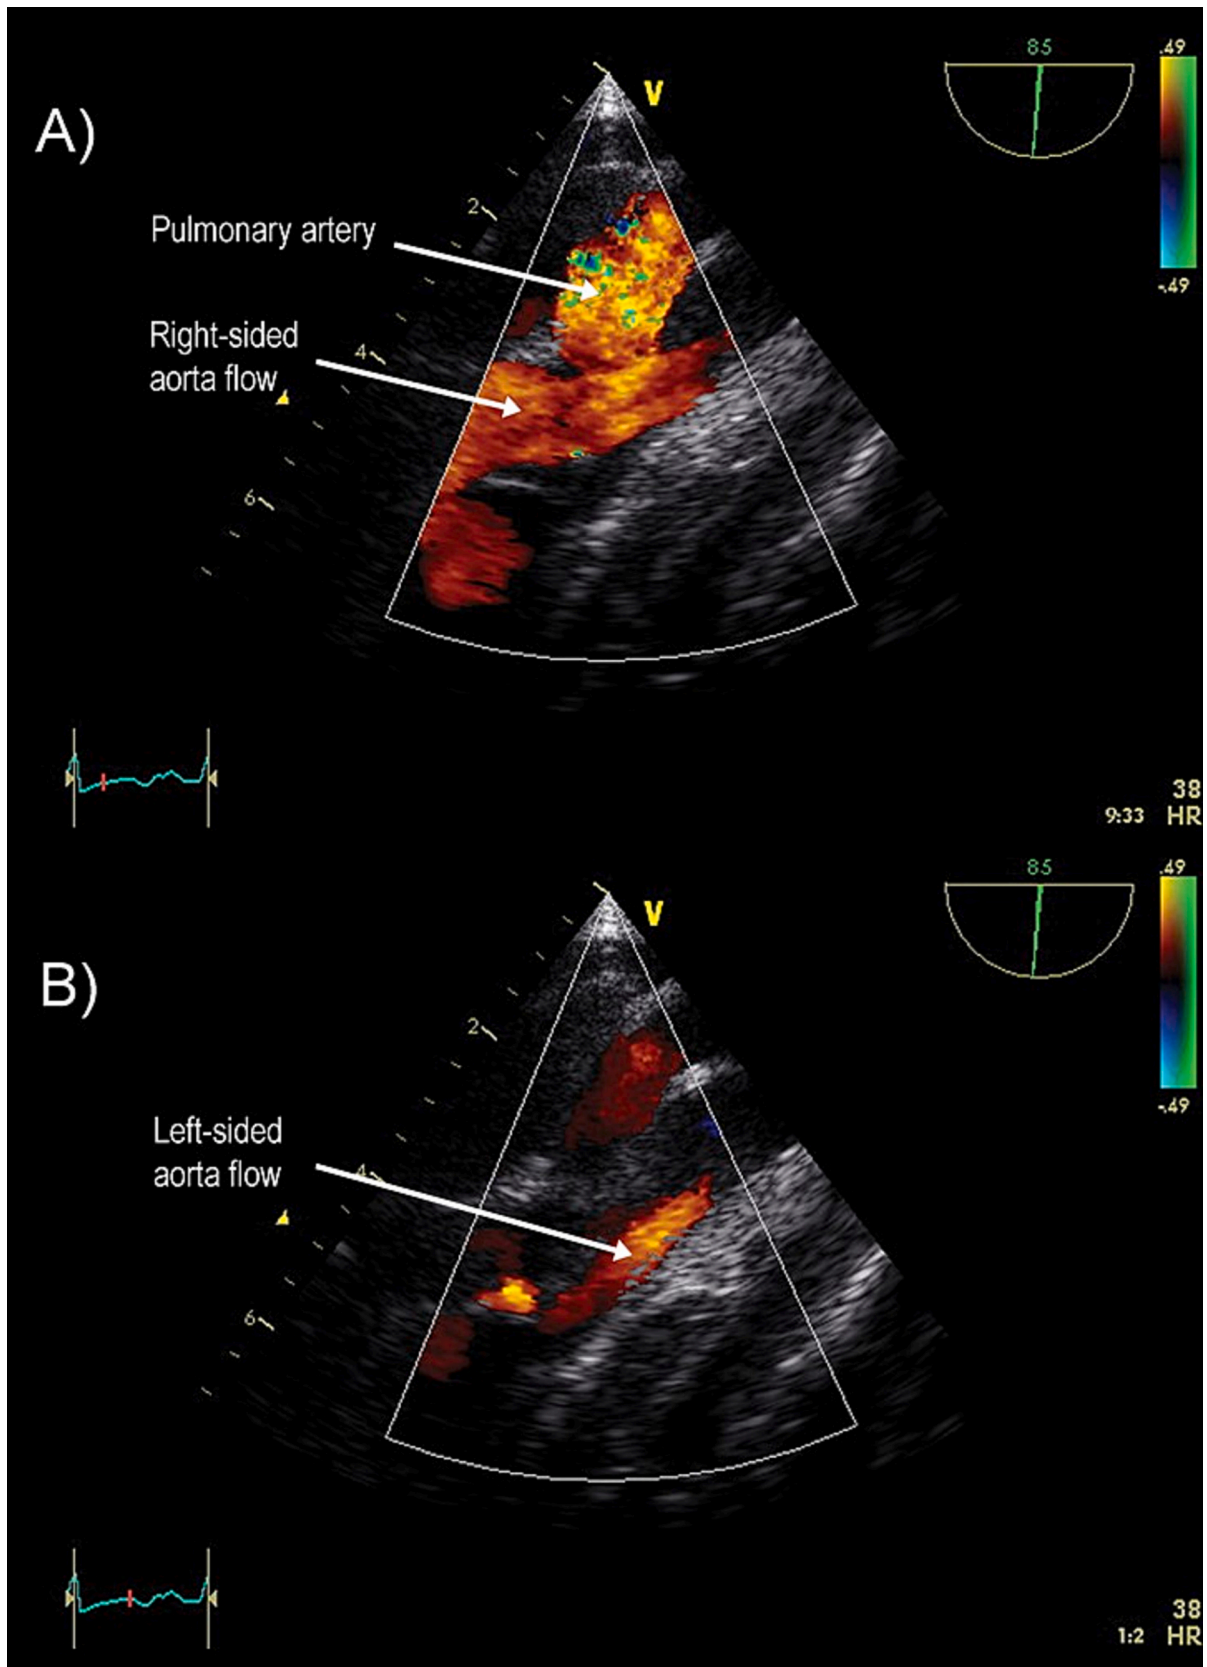 85
.49
V
A)
2
Pulmonary artery
-.49
Right-sided
aorta flow
4
6
38
9:33 HR
85
.49
V
B)
2
-.49
Left-sided
aorta flow
4
6
38
1:2 HR